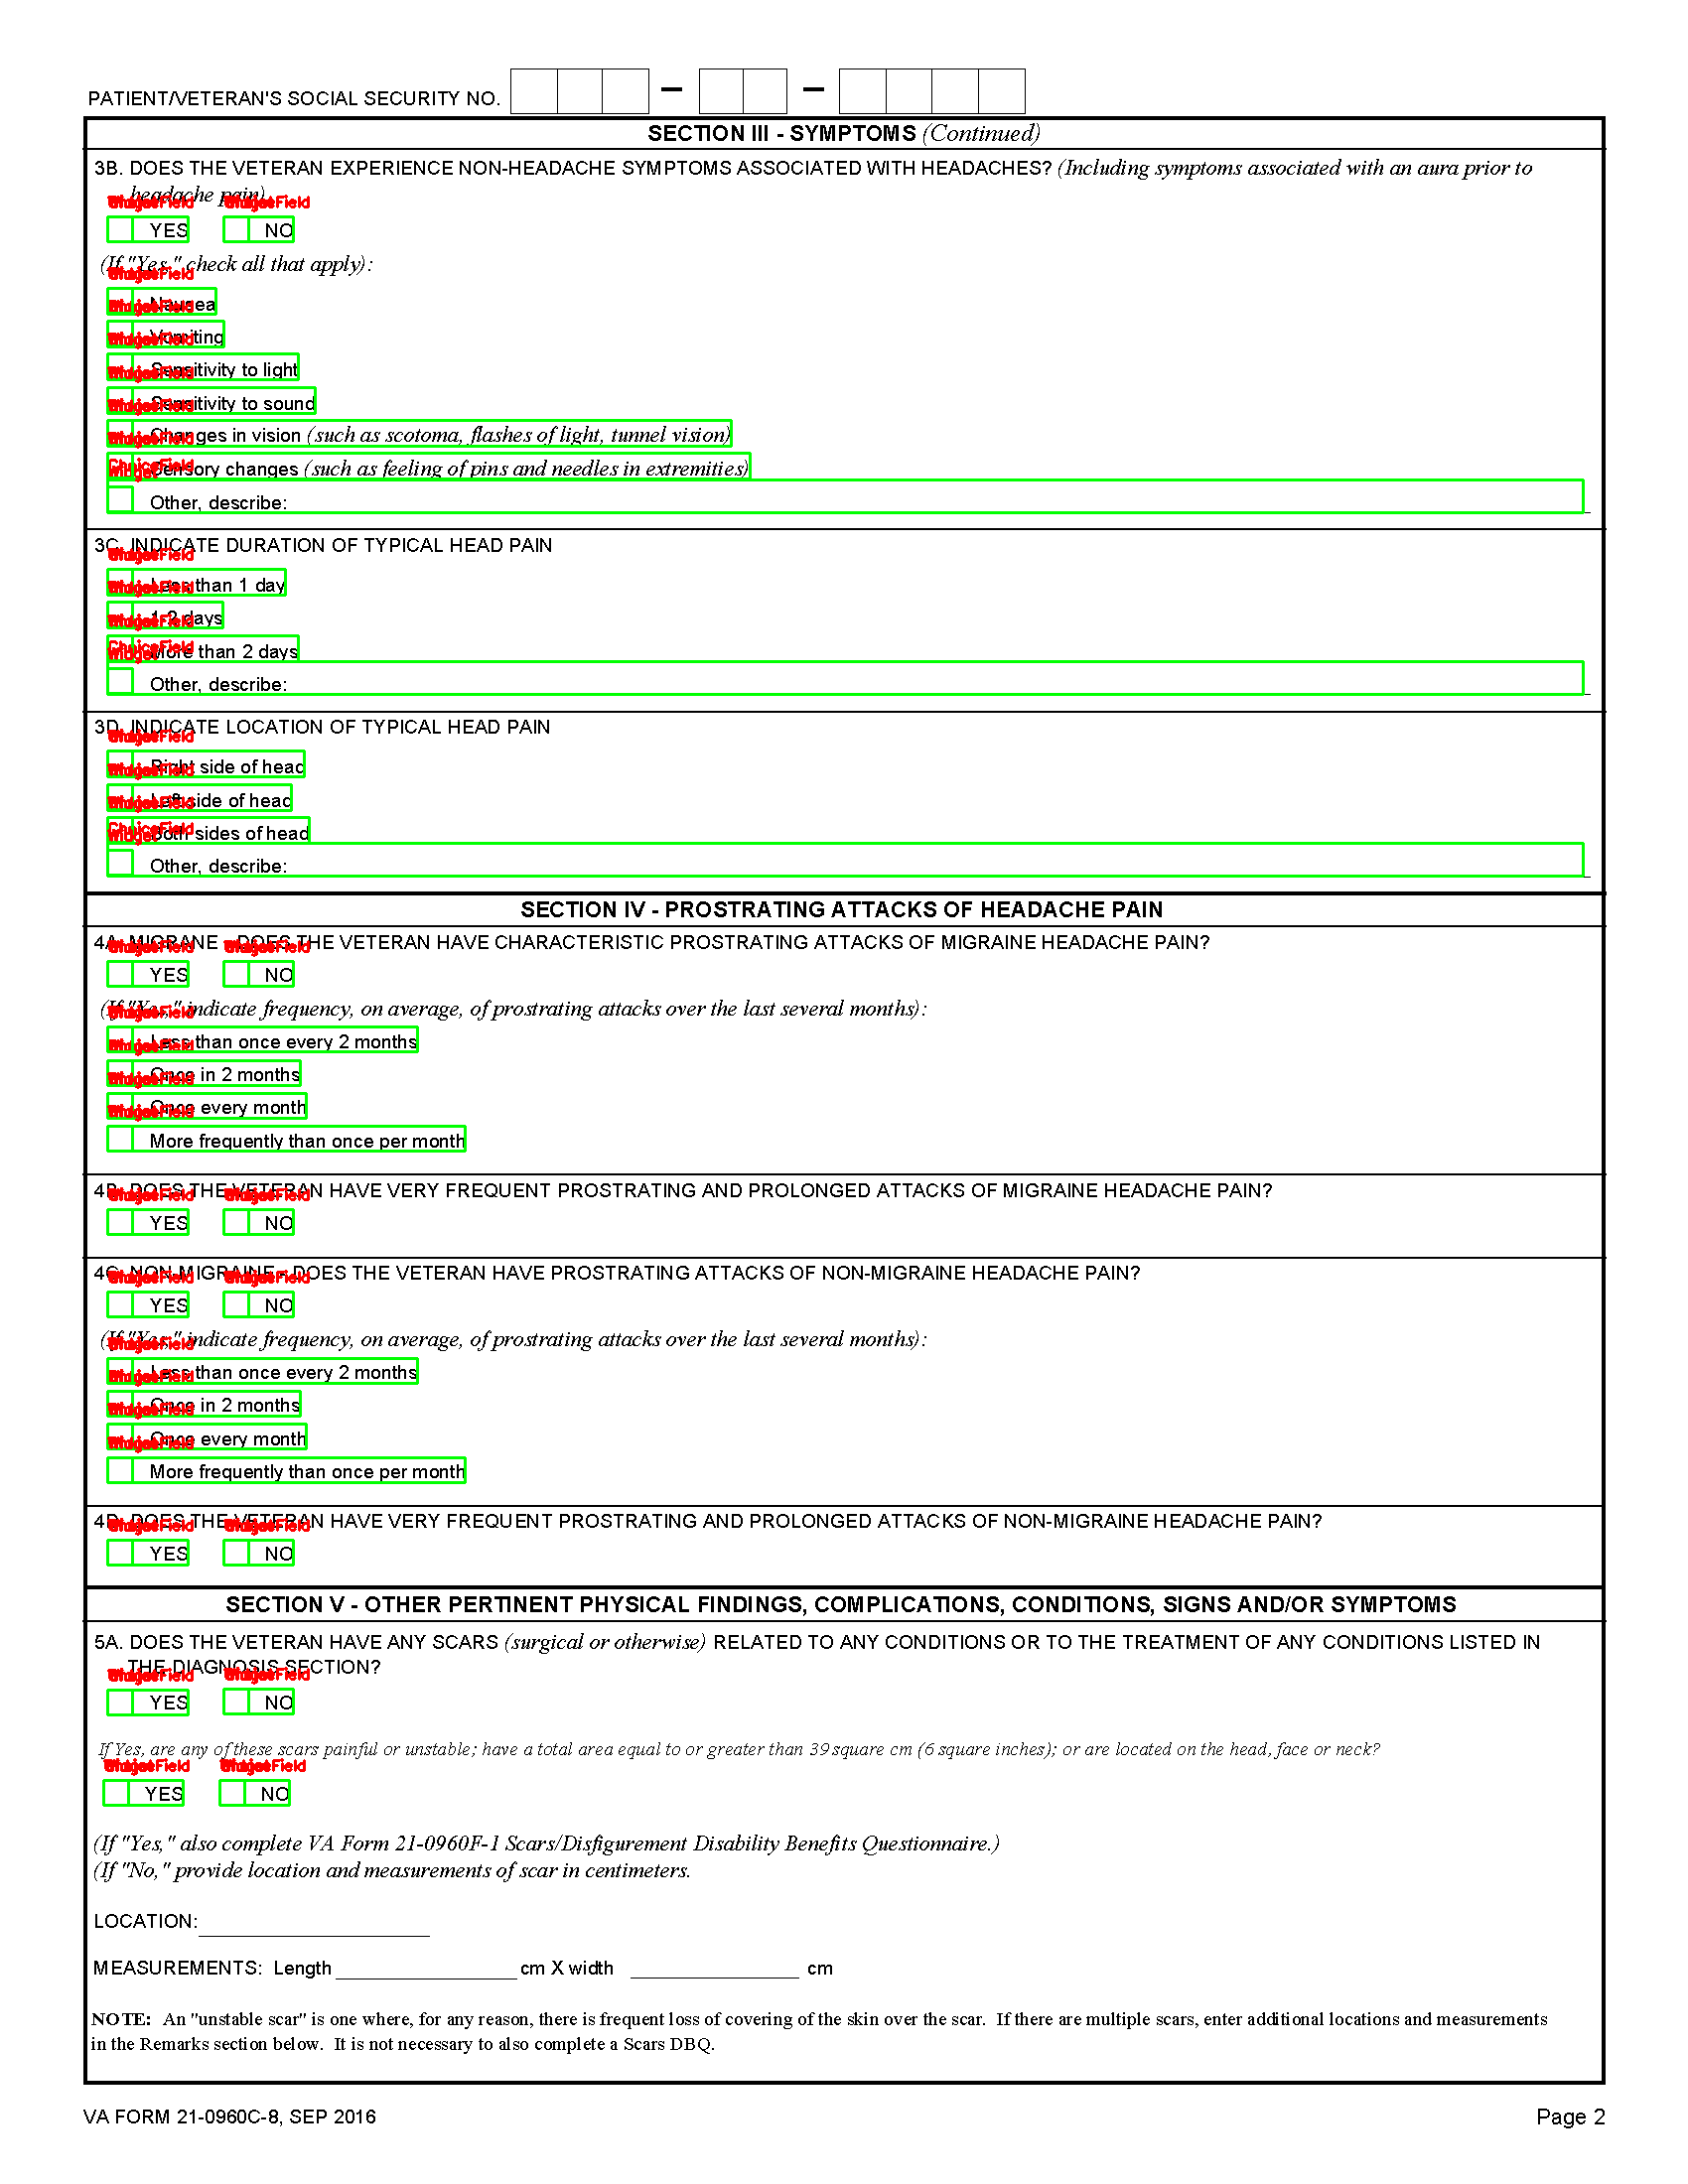 PATIENT/VETERAN'S SOCIAL SECURITY NO. – –
SECTION III - SYMPTOMS (Continued)
3B. DOES THE VETERAN EXPERIENCE NON-HEADACHE SYMPTOMS ASSOCIATED WITH HEADACHES? (Including symptoms associated with an aura prior to
headache pain)
YES NO
(If "Yes," check all that apply):
Nausea
Vomiting
Sensitivity to light
Sensitivity to sound
Changes in vision (such as scotoma, flashes of light, tunnel vision)
ChoiceField
Widget
Sensory changes (such as feeling of pins and needles in extremities)
Other, describe:
3C. INDICATE DURATION OF TYPICAL HEAD PAIN
Less than 1 day
1-2 days
ChoiceField
Widget
More than 2 days
Other, describe:
3D. INDICATE LOCATION OF TYPICAL HEAD PAIN
Right side of head
Left side of head
ChoiceField
Widget
Both sides of head
Other, describe:
SECTION IV - PROSTRATING ATTACKS OF HEADACHE PAIN
4A. MIGRANE - DOES THE VETERAN HAVE CHARACTERISTIC PROSTRATING ATTACKS OF MIGRAINE HEADACHE PAIN?
YES NO
(If "Yes," indicate frequency, on average, of prostrating attacks over the last several months):
Less than once every 2 months
Once in 2 months
Once every month
More frequently than once per month
4B. DOES THE VETERAN HAVE VERY FREQUENT PROSTRATING AND PROLONGED ATTACKS OF MIGRAINE HEADACHE PAIN?
YES NO
4C. NON-MIGRAINE - DOES THE VETERAN HAVE PROSTRATING ATTACKS OF NON-MIGRAINE HEADACHE PAIN?
YES NO
(If "Yes," indicate frequency, on average, of prostrating attacks over the last several months):
Less than once every 2 months
Once in 2 months
Once every month
More frequently than once per month
4D. DOES THE VETERAN HAVE VERY FREQUENT PROSTRATING AND PROLONGED ATTACKS OF NON-MIGRAINE HEADACHE PAIN?
YES NO
SECTION V - OTHER PERTINENT PHYSICAL FINDINGS, COMPLICATIONS, CONDITIONS, SIGNS AND/OR SYMPTOMS
5A. DOES THE VETERAN HAVE ANY SCARS (surgical or otherwise) RELATED TO ANY CONDITIONS OR TO THE TREATMENT OF ANY CONDITIONS LISTED IN
THE DIAGNOSIS SECTION?
YES NO
If Yes, are any of these scars painful or unstable; have a total area equal to or greater than 39 square cm (6 square inches); or are located on the head, face or neck?
YES NO
(If "Yes," also complete VA Form 21-0960F-1 Scars/Disfigurement Disability Benefits Questionnaire.)
(If "No," provide location and measurements of scar in centimeters.
LOCATION:
MEASUREMENTS: Length cm X width cm
NOTE: An "unstable scar" is one where, for any reason, there is frequent loss of covering of the skin over the scar. If there are multiple scars, enter additional locations and measurements
in the Remarks section below. It is not necessary to also complete a Scars DBQ.
VA FORM 21-0960C-8, SEP 2016 Page 2